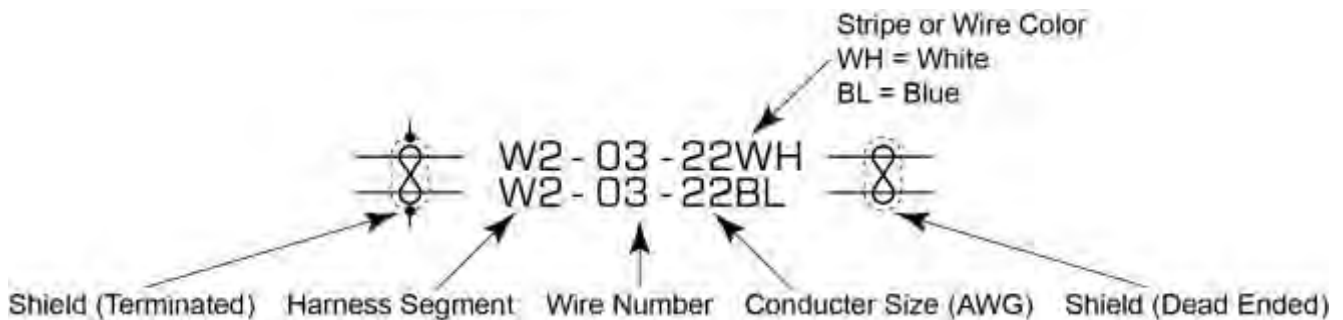 Stripe or Wire Color
WH = White
BL = Blue
W2 - 03 - 22WH
W2 - 03 - 22BL
Shield (Terminated) Harness Segment Wire Number Conducter Size (AWG) Shield (Dead Ended)